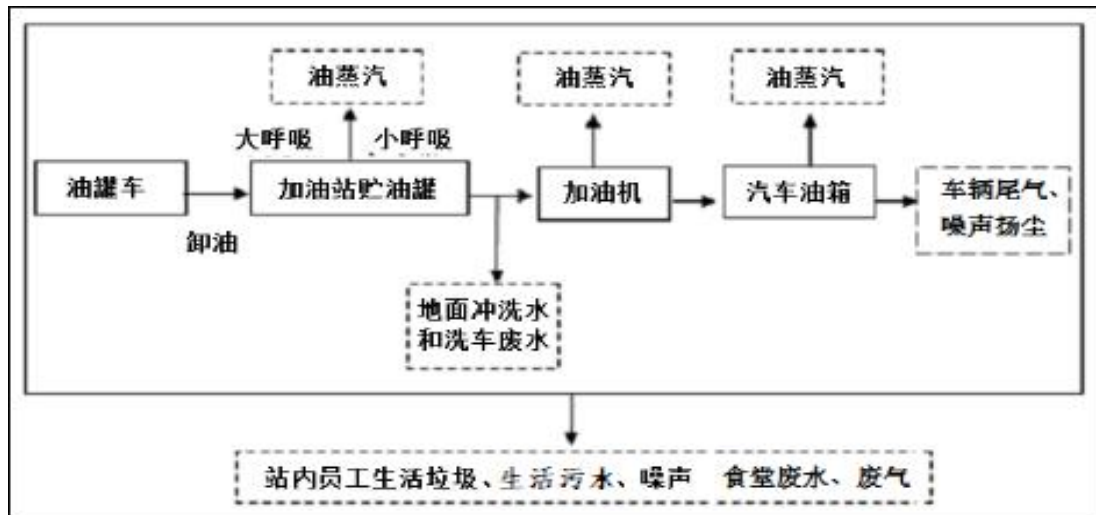 油蒸汽
油蒸汽
油蒸汽
大呼吸
小呼吸
油罐车
加油站贮油罐
加油机
汽车油箱
车辆尾气、
噪声扬尘
卸油
地面冲洗水
和洗车废水
站内员工生活垃圾、生活污水、噪声 食堂废水、废气